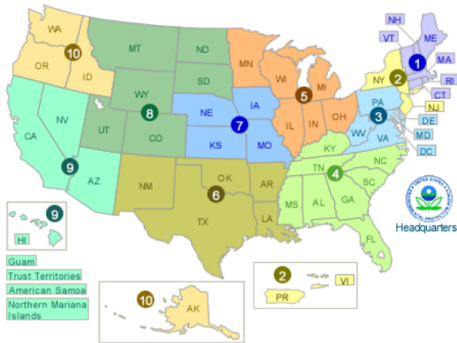 NH
WA
ME
MT
ND
VT
MN
10
1
OR
MA
ID
WI
NY
2
SD
MI
RI
WY
5
CT
PA
NJ
IA
NE
8
3
OH
DE
NV
IL
IN
7
UT
CO
WV
MD
CA
VA
KS
MO
KY
DC
NC
TN
9
OK
4
AZ
NM
AR
SC
6
MS
AL
GA
TX
LA
9
Headquarters
HI
FL
Guam
Trust Territories
2
American Samoa
VI
10
PR
Northern Mariana
Islands
AK